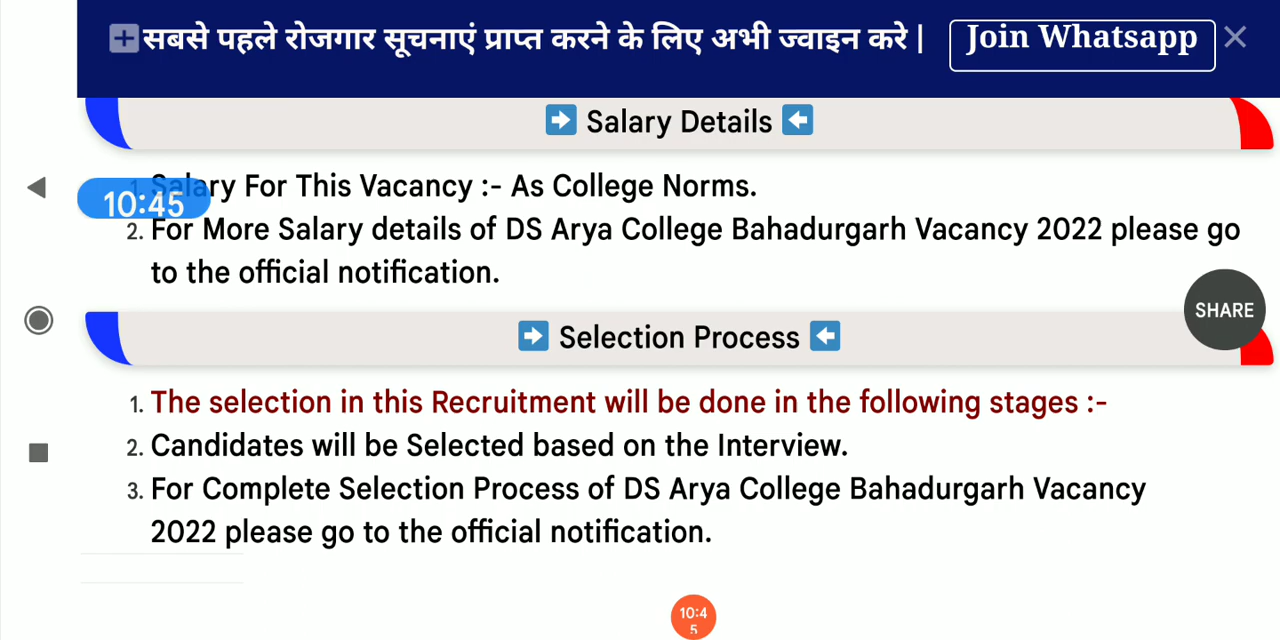 सबसे पहले रोजगार सूचनाएं प्राप्त करने के लिए अभी ज्वाइन करे |
Join Whatsapp
Salary Details
1. Salary For This Vacancy :- As College Norms.
10:45
2. For More Salary details of DS Arya College Bahadurgarh Vacancy 2022 please go
to the official notification.
SHARE
Selection Process
1. The selection in this Recruitment will be done in the following stages :-
2. Candidates will be Selected based on the Interview.
3. For Complete Selection Process of DS Arya College Bahadurgarh Vacancy
2022 please go to the official notification.
10:4
5